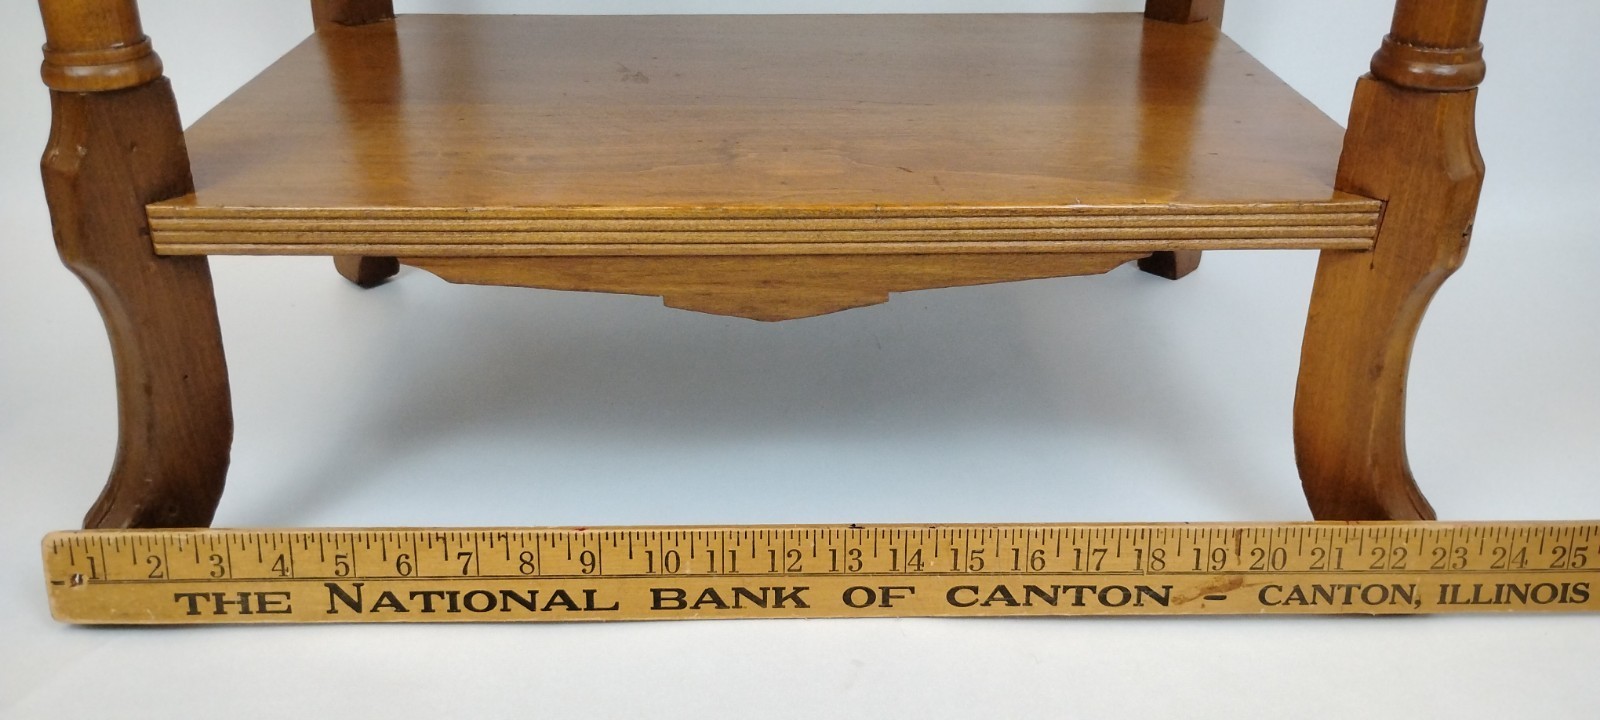 1 2 3 4 5 6 7 8 9 10 11 12 13 14 15 16 17 18 19 20 21 22 23 24 25
THE NATIONAL BANK OF CANTON - CANTON, ILLINOIS